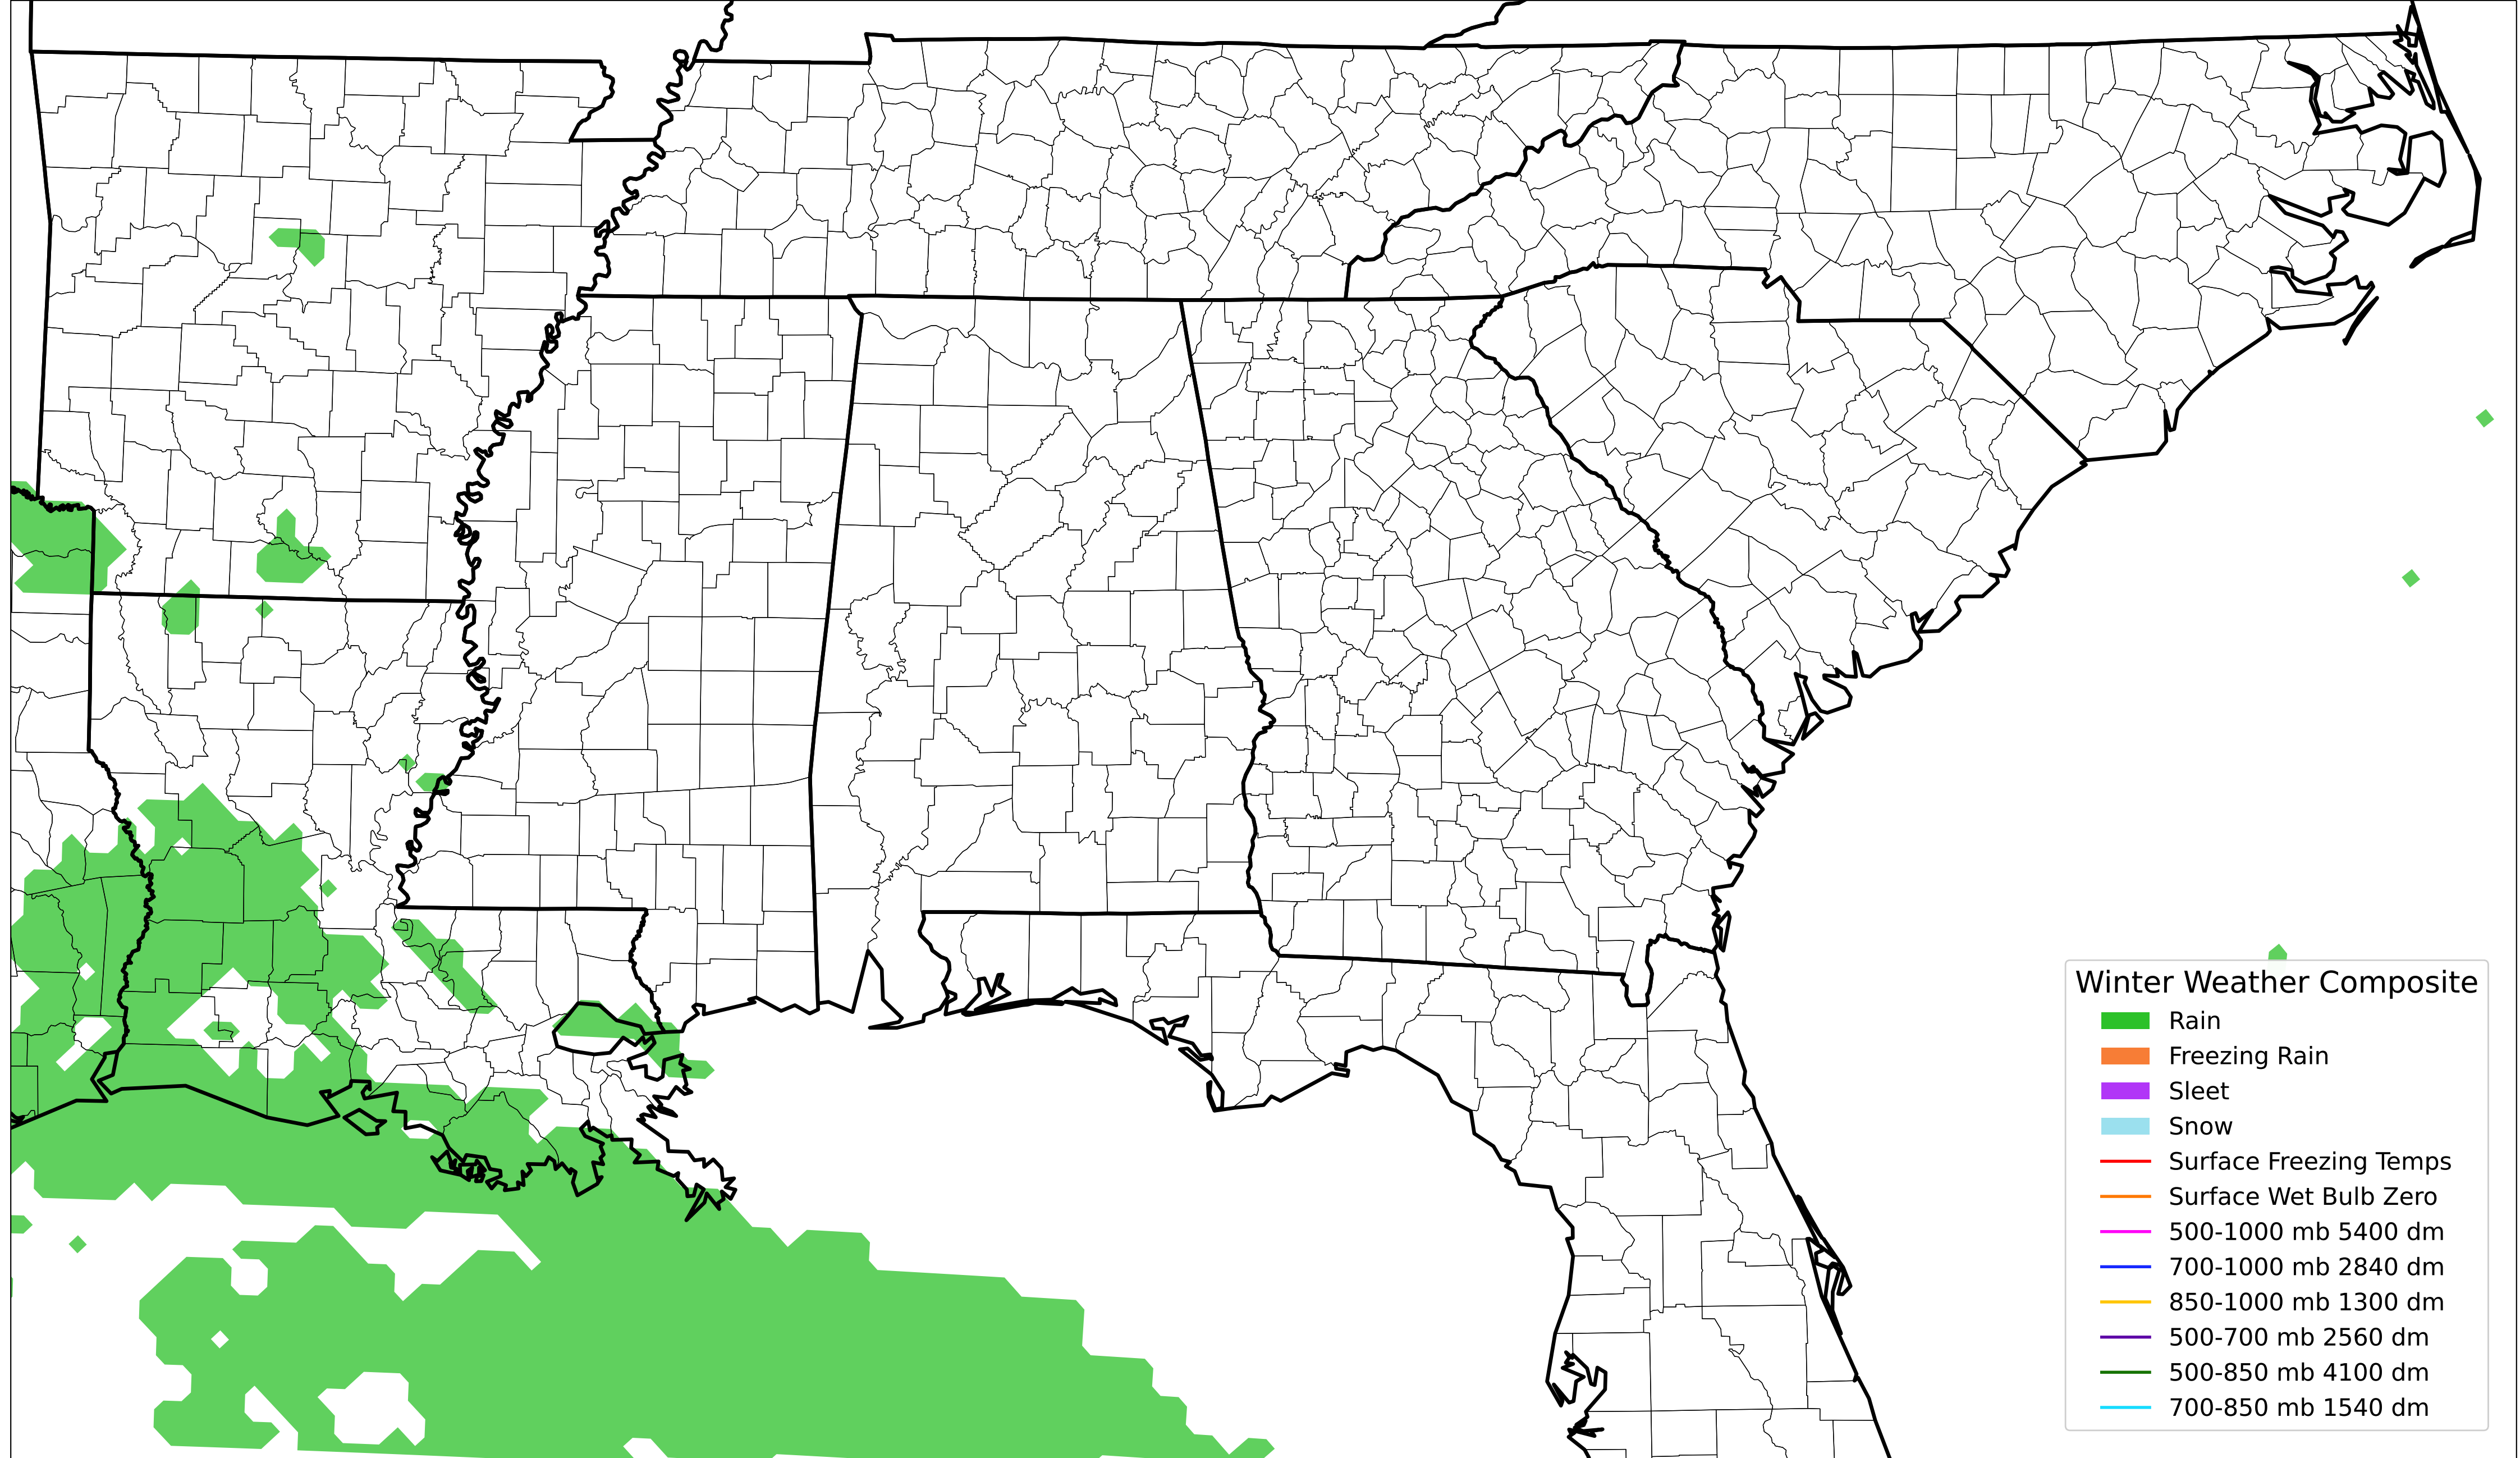 Winter Weather Composite
Rain
Freezing Rain
Sleet
Snow
Surface Freezing Temps
Surface Wet Bulb Zero
500-1000 mb 5400 dm
700-1000 mb 2840 dm
850-1000 mb 1300 dm
500-700 mb 2560 dm
500-850 mb 4100 dm
700-850 mb 1540 dm